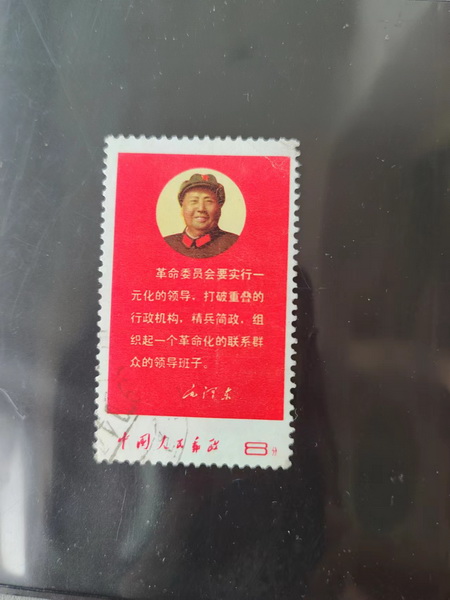 革命委员会要实行一
元化的领导，打破重叠的
行政机构，精兵简政，组
织起一个革命化的联系群
众的领导班子。
毛泽东
中国人民邮政 8分